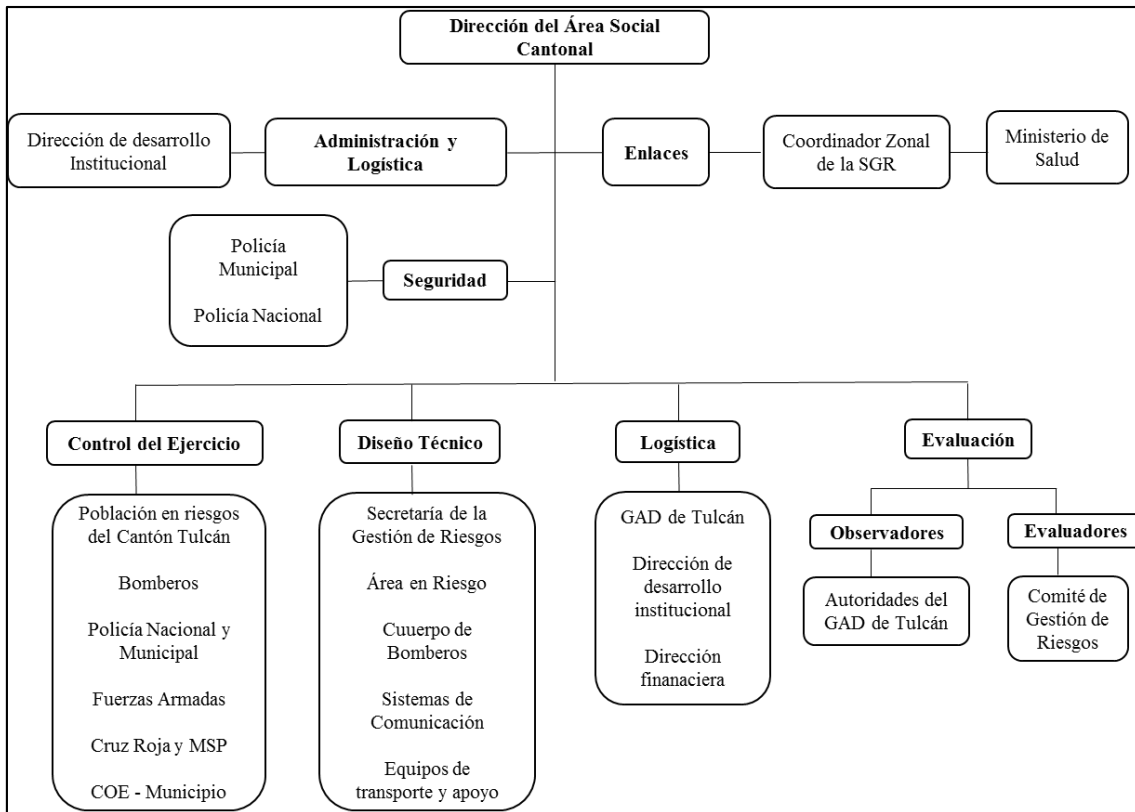 Dirección del Área Social
Cantonal
Dirección de desarrollo
Institucional
Administración y
Logística
Enlaces
Coordinador Zonal
de la SGR
Ministerio de
Salud
Policía
Municipal
Policía Nacional
Seguridad
Control del Ejercicio
Población en riesgos
del Cantón Tulcán
Bomberos
Policía Nacional y
Municipal
Fuerzas Armadas
Cruz Roja y MSP
COE - Municipio
Diseño Técnico
Secretaría de la
Gestión de Riesgos
Área en Riesgo
Cuuerpo de
Bomberos
Sistemas de
Comunicación
Equipos de
transporte y apoyo
Logística
GAD de Tulcán
Dirección de
desarrollo
institucional
Dirección
finanaciera
Evaluación
Observadores
Autoridades del
GAD de Tulcán
Evaluadores
Comité de
Gestión de
Riesgos